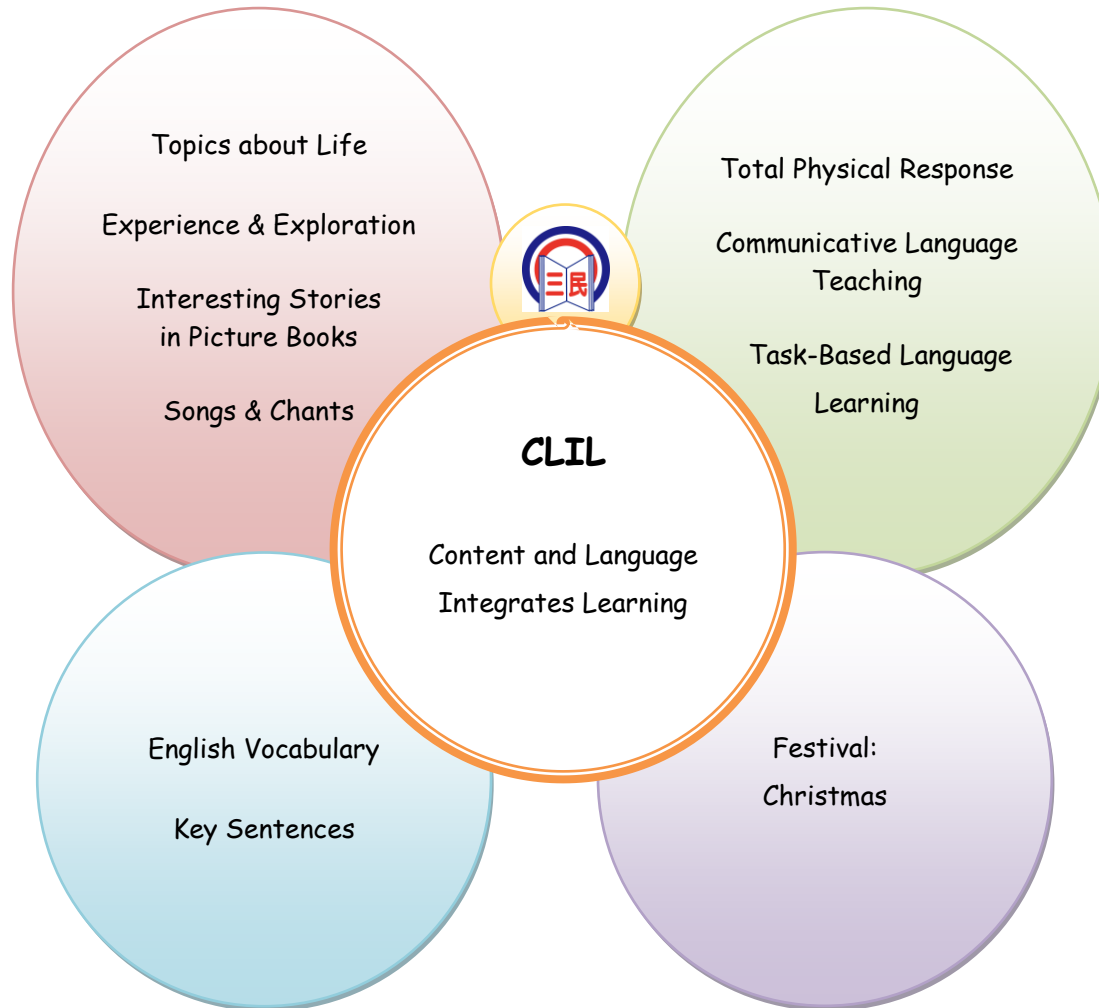 Topics about Life
Experience & Exploration
Interesting Stories
in Picture Books
Songs & Chants
Total Physical Response
Communicative Language
Teaching
Task-Based Language
Learning
三民
CLIL
Content and Language
Integrates Learning
English Vocabulary
Key Sentences
Festival:
Christmas